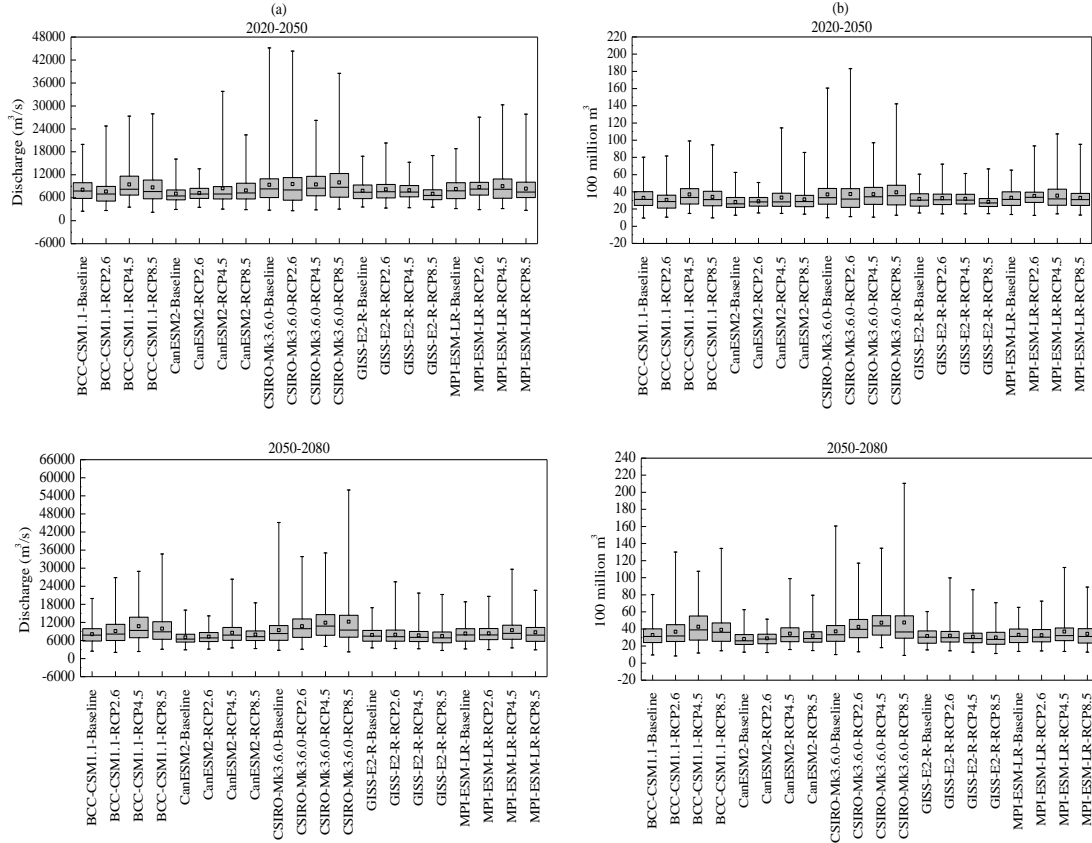 (a)
2020-2050
Discharge (m³/s)
48000
42000
36000
30000
24000
18000
12000
6000
0
-6000
BCC-CSM1.1-Baseline
BCC-CSM1.1-RCP2.6
BCC-CSM1.1-RCP4.5
BCC-CSM1.1-RCP8.5
CanESM2-Baseline
CanESM2-RCP2.6
CanESM2-RCP4.5
CanESM2-RCP8.5
CSIRO-Mk3.6.0-Baseline
CSIRO-Mk3.6.0-RCP2.6
CSIRO-Mk3.6.0-RCP4.5
CSIRO-Mk3.6.0-RCP8.5
GISS-E2-R-Baseline
GISS-E2-R-RCP2.6
GISS-E2-R-RCP4.5
GISS-E2-R-RCP8.5
MPI-ESM-LR-Baseline
MPI-ESM-LR-RCP2.6
MPI-ESM-LR-RCP4.5
MPI-ESM-LR-RCP8.5
(b)
2020-2050
100 million m³
220
200
180
160
140
120
100
80
60
40
20
0
-20
BCC-CSM1.1-Baseline
BCC-CSM1.1-RCP2.6
BCC-CSM1.1-RCP4.5
BCC-CSM1.1-RCP8.5
CanESM2-Baseline
CanESM2-RCP2.6
CanESM2-RCP4.5
CanESM2-RCP8.5
CSIRO-Mk3.6.0-Baseline
CSIRO-Mk3.6.0-RCP2.6
CSIRO-Mk3.6.0-RCP4.5
CSIRO-Mk3.6.0-RCP8.5
GISS-E2-R-Baseline
GISS-E2-R-RCP2.6
GISS-E2-R-RCP4.5
GISS-E2-R-RCP8.5
MPI-ESM-LR-Baseline
MPI-ESM-LR-RCP2.6
MPI-ESM-LR-RCP4.5
MPI-ESM-LR-RCP8.5
2050-2080
Discharge (m³/s)
66000
60000
54000
48000
42000
36000
30000
24000
18000
12000
6000
0
-6000
BCC-CSM1.1-Baseline
BCC-CSM1.1-RCP2.6
BCC-CSM1.1-RCP4.5
BCC-CSM1.1-RCP8.5
CanESM2-Baseline
CanESM2-RCP2.6
CanESM2-RCP4.5
CanESM2-RCP8.5
CSIRO-Mk3.6.0-Baseline
CSIRO-Mk3.6.0-RCP2.6
CSIRO-Mk3.6.0-RCP4.5
CSIRO-Mk3.6.0-RCP8.5
GISS-E2-R-Baseline
GISS-E2-R-RCP2.6
GISS-E2-R-RCP4.5
GISS-E2-R-RCP8.5
MPI-ESM-LR-Baseline
MPI-ESM-LR-RCP2.6
MPI-ESM-LR-RCP4.5
MPI-ESM-LR-RCP8.5
2050-2080
100 million m³
240
220
200
180
160
140
120
100
80
60
40
20
0
-20
BCC-CSM1.1-Baseline
BCC-CSM1.1-RCP2.6
BCC-CSM1.1-RCP4.5
BCC-CSM1.1-RCP8.5
CanESM2-Baseline
CanESM2-RCP2.6
CanESM2-RCP4.5
CanESM2-RCP8.5
CSIRO-Mk3.6.0-Baseline
CSIRO-Mk3.6.0-RCP2.6
CSIRO-Mk3.6.0-RCP4.5
CSIRO-Mk3.6.0-RCP8.5
GISS-E2-R-Baseline
GISS-E2-R-RCP2.6
GISS-E2-R-RCP4.5
GISS-E2-R-RCP8.5
MPI-ESM-LR-Baseline
MPI-ESM-LR-RCP2.6
MPI-ESM-LR-RCP4.5
MPI-ESM-LR-RCP8.5